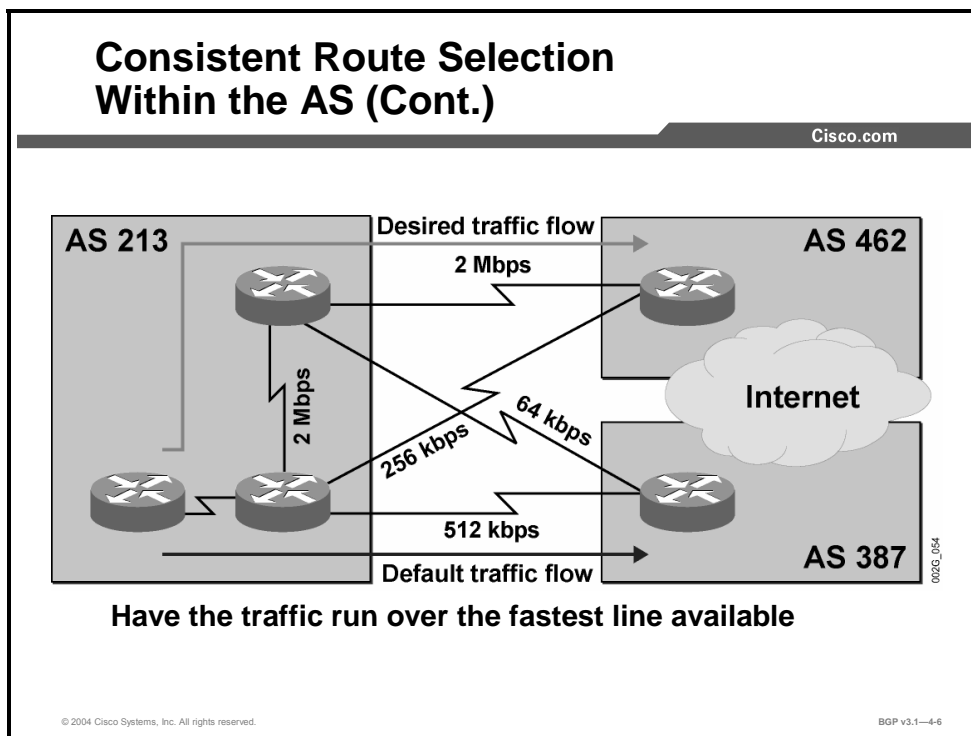 Consistent Route Selection
Within the AS (Cont.)
Cisco.com
AS 213
Desired traffic flow
AS 462
2 Mbps
2 Mbps
Internet
256 kbps
64 kbps
512 kbps
Default traffic flow
AS 387
002G_054
Have the traffic run over the fastest line available
© 2004 Cisco Systems, Inc. All rights reserved.
BGP v3.1—4-6